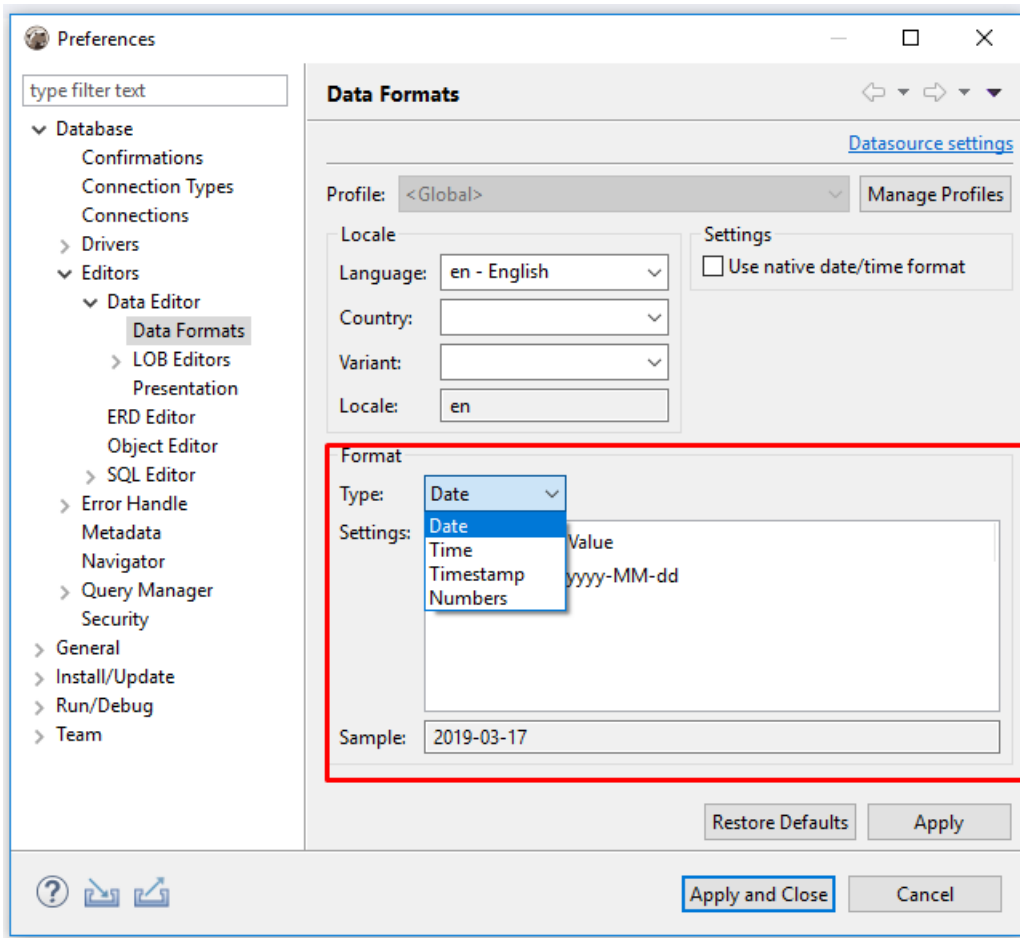 Preferences
type filter text
Database
Confirmations
Connection Types
Connections
Drivers
Editors
Data Editor
Data Formats
LOB Editors
Presentation
ERD Editor
Object Editor
SQL Editor
Error Handle
Metadata
Navigator
Query Manager
Security
General
Install/Update
Run/Debug
Team
Data Formats
Datasource settings
Profile: <Global> Manage Profiles
Locale
Language: en - English
Country:
Variant:
Locale: en
Settings
Use native date/time format
Format
Type: Date
Date
Time
Timestamp
Numbers
Settings: Value
yyyy-MM-dd
Sample: 2019-03-17
Restore Defaults Apply
? Apply and Close Cancel